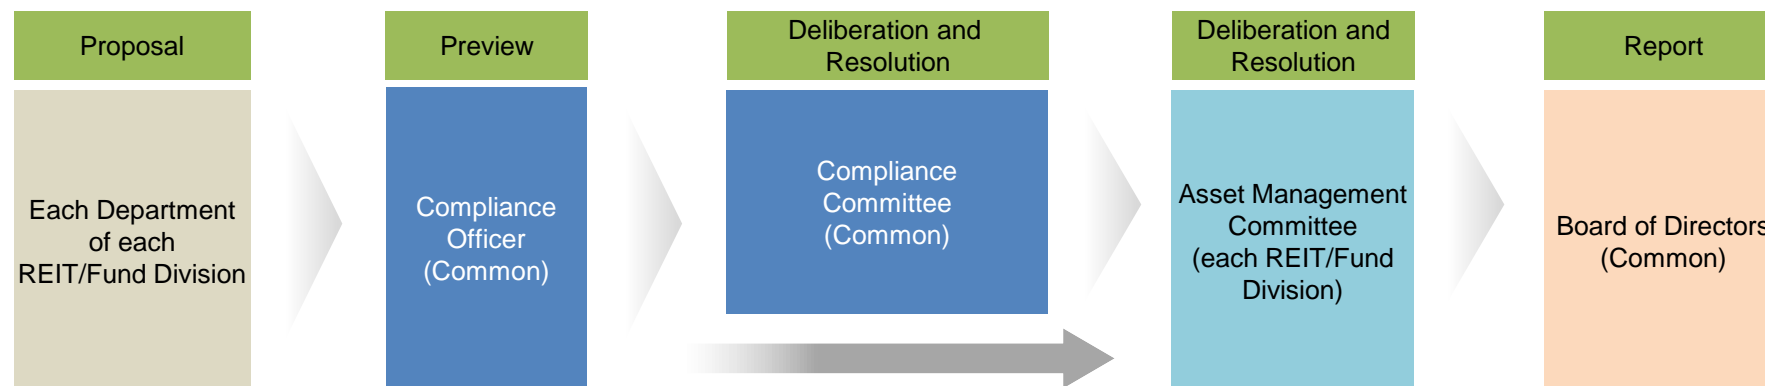 Proposal
Each Department
of each
REIT/Fund Division
Preview
Compliance
Officer
(Common)
Deliberation and
Resolution
Compliance
Committee
(Common)
Deliberation and
Resolution
Asset Management
Committee
(each REIT/Fund
Division)
Report
Board of Directors
(Common)